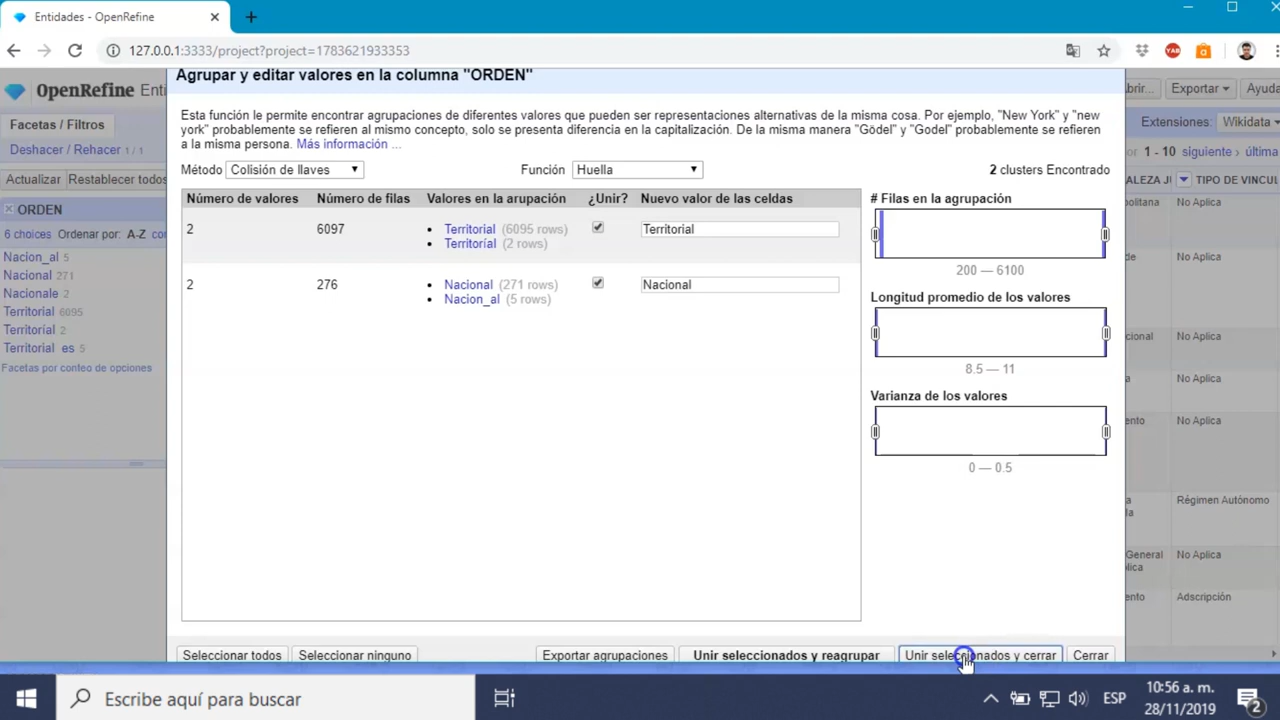 Entidades - OpenRefine
127.0.0.1:3333/project?project=1783621933353
OpenRefine Enti
Abrir...
Exportar
Ayuda
Facetas / Filtros
Deshacer / Rehacer 1 / 1
Actualizar
Restablecer todos
ORDEN
6 choices Ordenar por: A-Z
Nacion_al 5
Nacional 271
Nacionale 2
Territorial 6095
Territorial 2
Territorial es 5
Facetas por conteo de opciones
Agrupar y editar valores en la columna "ORDEN"
Esta función le permite encontrar agrupaciones de diferentes valores que pueden ser representaciones alternativas de la misma cosa. Por ejemplo, "New York" y "new
york" probablemente se refieren al mismo concepto, solo se presenta diferencia en la capitalización. De la misma manera "Gödel" y "Godel" probablemente se refieren
a la misma persona. Más información ...
Método Colisión de llaves
Función Huella
2 clusters Encontrado
Número de valores Número de filas Valores en la arupación ¿Unir? Nuevo valor de las celdas
2 6097
Territorial (6095 rows)
Territoríal (2 rows)
Territorial
2 276
Nacional (271 rows)
Nacion_al (5 rows)
Nacional
# Filas en la agrupación
200 — 6100
Longitud promedio de los valores
8.5 — 11
Varianza de los valores
0 — 0.5
Seleccionar todos
Seleccionar ninguno
Exportar agrupaciones
Unir seleccionados y reagrupar
Unir seleccionados y cerrar
Cerrar
Extensiones: Wikidata
1 - 10 siguiente › última
TIPO DE VINCUL
No Aplica
No Aplica
No Aplica
No Aplica
No Aplica
Régimen Autónomo
General No Aplica
Adscripción
Escribe aquí para buscar
ESP
10:56 a. m.
28/11/2019
2